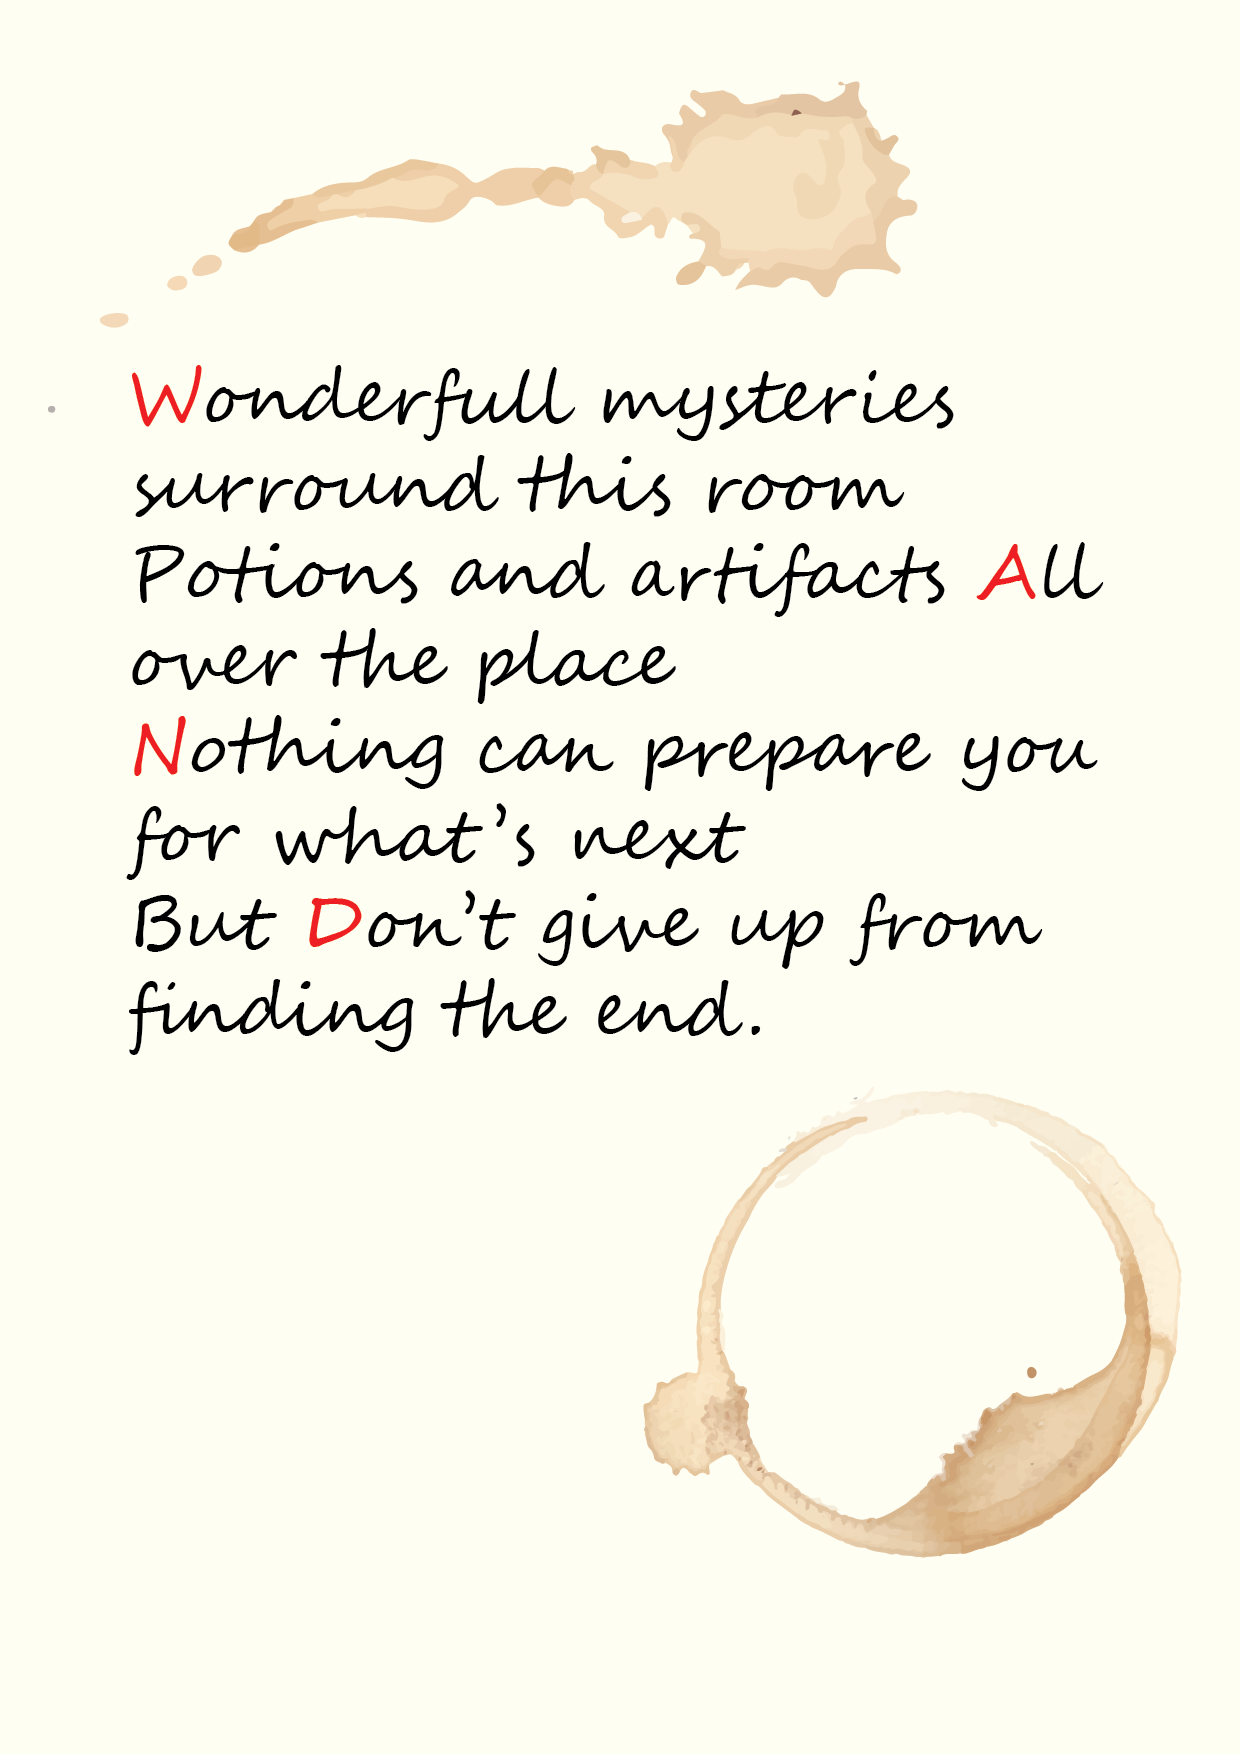 Wonderfull mysteries
surround this room
Potions and artifacts All
over the place
Nothing can prepare you
for what's next
But Don't give up from
finding the end.